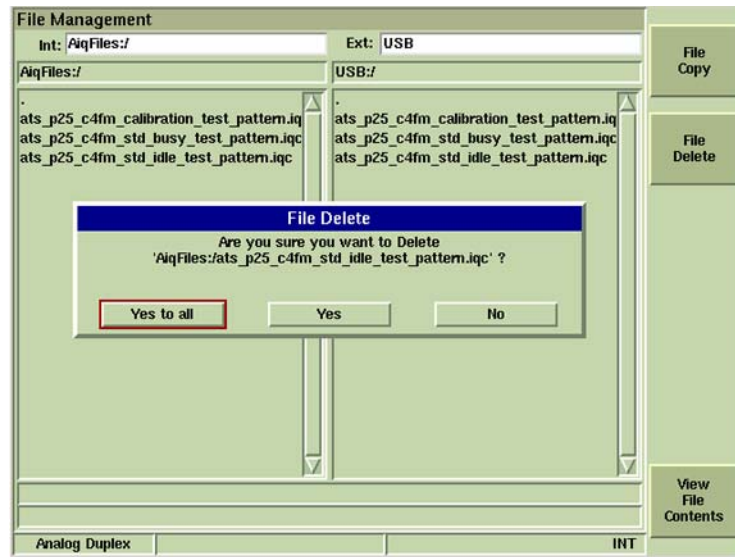 File Management
Int: AiqFiles:/
Ext: USB
AiqFiles:/
USB:/
.
ats_p25_c4fm_calibration_test_pattern.iq
ats_p25_c4fm_std_busy_test_pattern.iqc
ats_p25_c4fm_std_idle_test_pattern.iqc
.
ats_p25_c4fm_calibration_test_pattern.iq
ats_p25_c4fm_std_busy_test_pattern.iqc
ats_p25_c4fm_std_idle_test_pattern.iqc
File Delete
Are you sure you want to Delete
'AiqFiles:/ats_p25_c4fm_std_idle_test_pattern.iqc' ?
Yes to all
Yes
No
File
Copy
File
Delete
View
File
Contents
Analog Duplex
INT